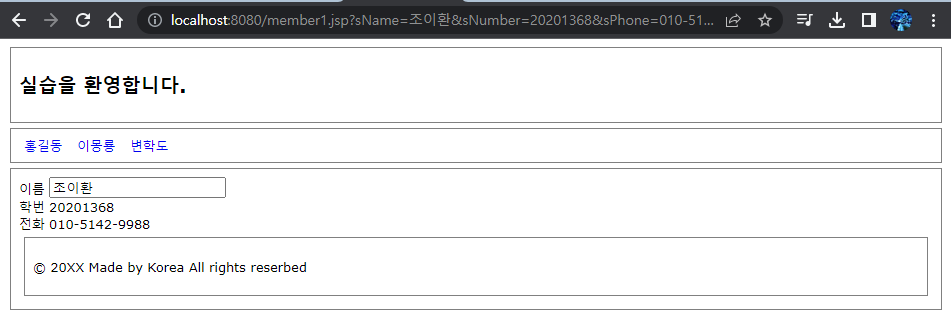 localhost:8080/member1.jsp?sName=조이환&sNumber=20201368&sPhone=010-51...
실습을 환영합니다.
홍길동 이몽룡 변학도
이름 조이환
학번 20201368
전화 010-5142-9988
© 20XX Made by Korea All rights reserbed